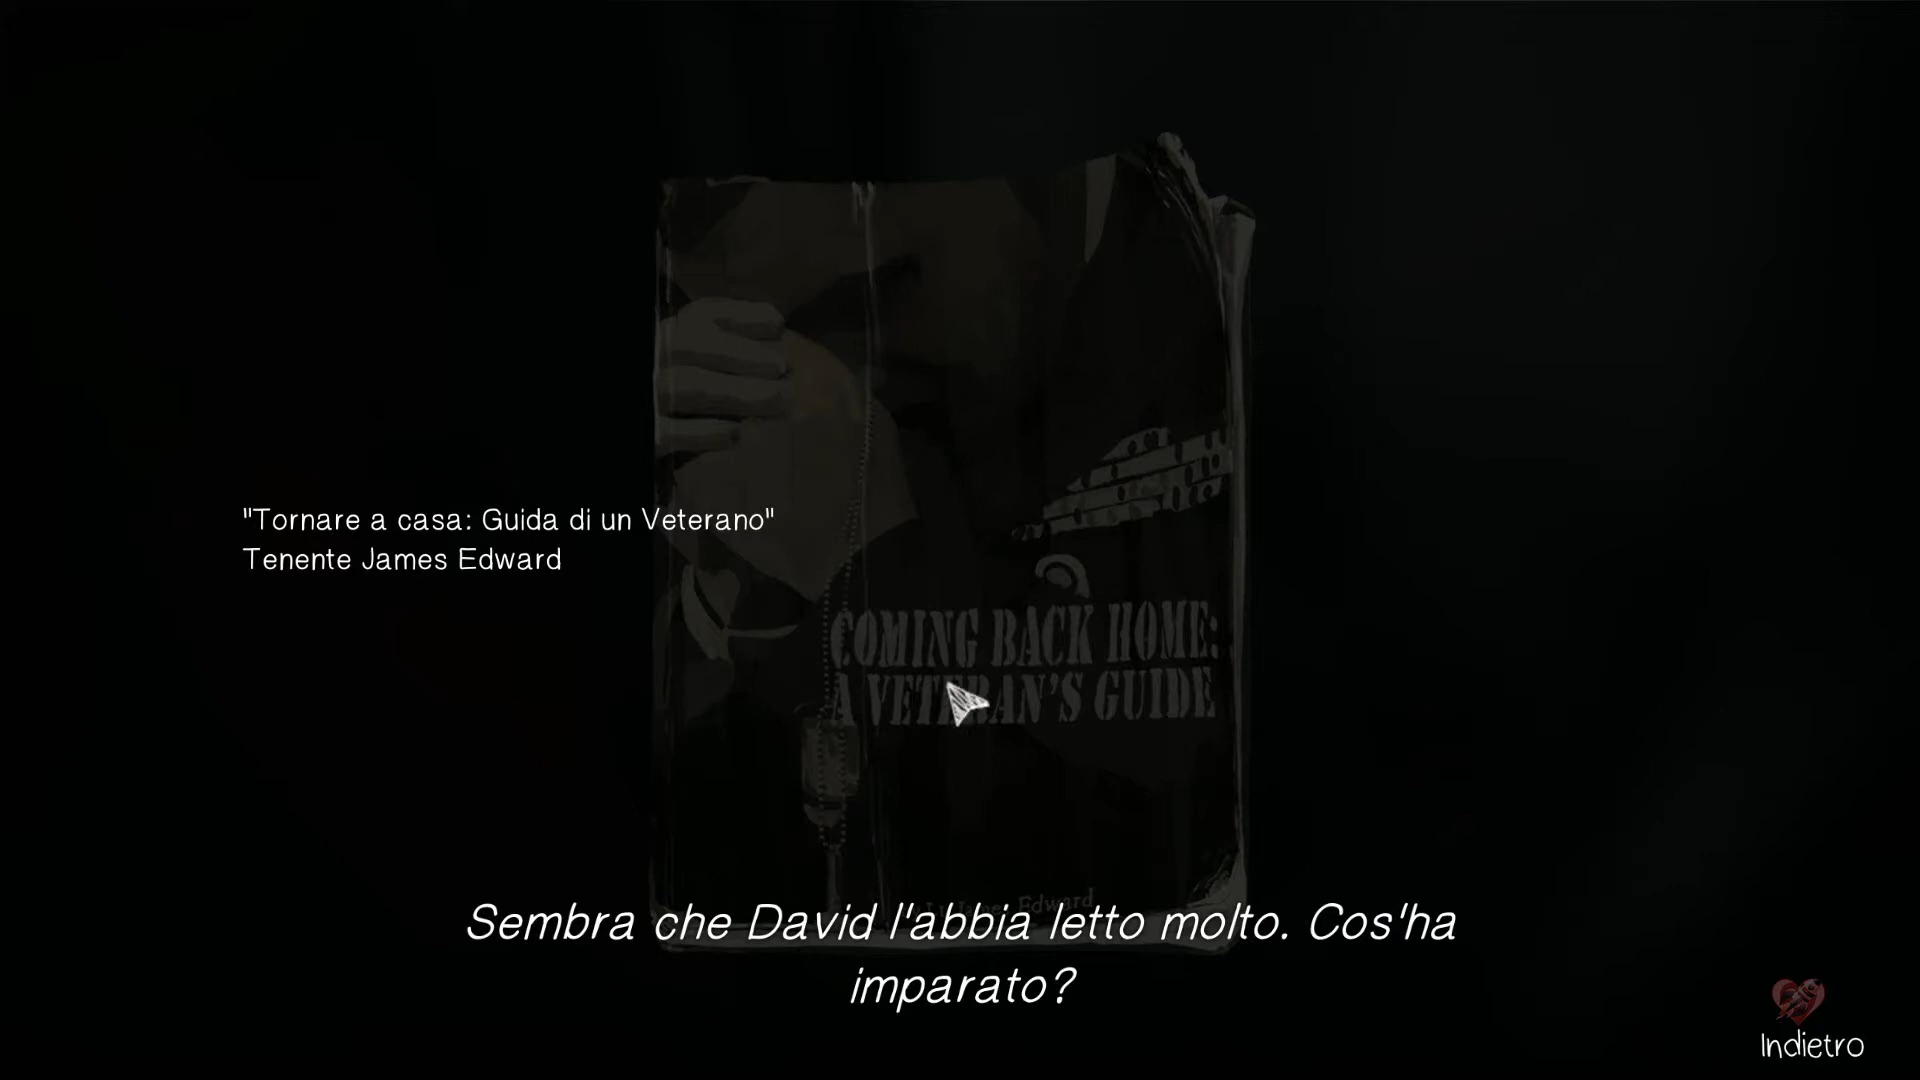 "Tornare a casa: Guida di un Veterano"
Tenente James Edward
COMING BACK HOME:
A VETERAN'S GUIDE
Edward
Sembra che David l'abbia letto molto. Cos'ha
imparato?
Indietro